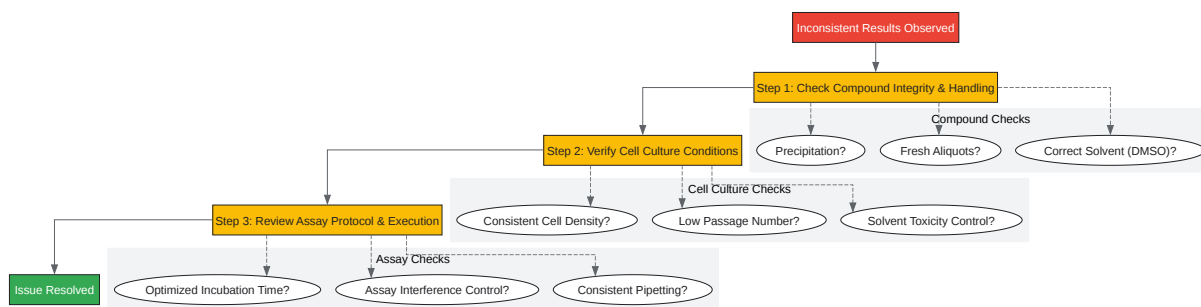 Inconsistent Results Observed
Step 1: Check Compound Integrity & Handling
Compound Checks
Precipitation?
Fresh Aliquots?
Correct Solvent (DMSO)?
Step 2: Verify Cell Culture Conditions
Cell Culture Checks
Consistent Cell Density?
Low Passage Number?
Solvent Toxicity Control?
Step 3: Review Assay Protocol & Execution
Assay Checks
Issue Resolved
Optimized Incubation Time?
Assay Interference Control?
Consistent Pipetting?